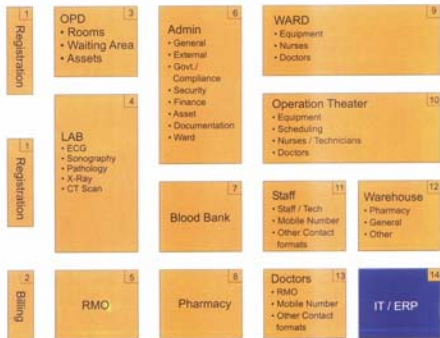 1
Registration
3
OPD
• Rooms
• Waiting Area
• Assets
6
Admin
• General
• External
• Govt./
Compliance
• Security
• Finance
• Asset
• Documentation
• Ward
9
WARD
• Equipment
• Nurses
• Doctors
4
LAB
• ECG
• Sonography
• Pathology
• X-Ray
• CT Scan
10
Operation Theater
• Equipment
• Scheduling
• Nurses / Technicians
• Doctors
1
Registration
7
Blood Bank
11
Staff
• Staff / Tech
• Mobile Number
• Other Contact
formats
12
Warehouse
• Pharmacy
• General
• Other
2
Billing
5
RMO
8
Pharmacy
13
Doctors
• RMO
• Mobile Number
• Other Contact
formats
14
IT / ERP